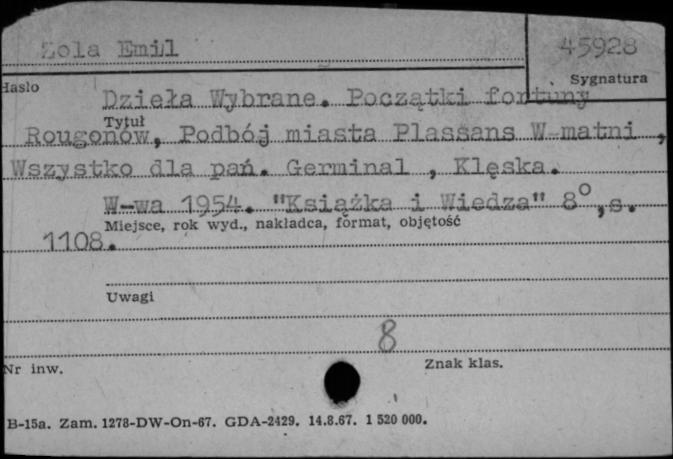 Zola Emil
45928
Hasło
Sygnatura
Dzieła Wybrane. Początki fortuny
Tytuł
Rougonów, Podbój miasta Plassans W matni ,
Wszystko dla pań. Germinal , Klęska.
W-wa 1954. "Książka i Wiedza" 8°,s.
Miejsce, rok wyd., nakładca, format, objętość
1108.
Uwagi
8
Nr inw.
Znak klas.
B-15a. Zam. 1278-DW-On-67. GDA-2429. 14.8.67. 1 520 000.